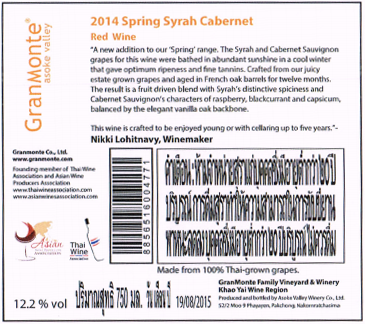 GranMonte®
asoke valley
2014 Spring Syrah Cabernet
Red Wine
"A new addition to our 'Spring' range. The Syrah and Cabernet Sauvignon
grapes for this wine were bathed in abundant sunshine in a cool winter
that gave optimum ripeness and fine tannins. Crafted from our juicy
estate grown grapes and aged in French oak barrels for twelve months.
The result is a fruit driven blend with Syrah's distinctive spiciness and
Cabernet Sauvignon's characters of raspberry, blackcurrant and capsicum,
balanced by the elegant vanilla oak backbone.
This wine is crafted to be enjoyed young or with cellaring up to five years."-
Nikki Lohitnavy, Winemaker
GranMonte Co., Ltd.
www.granmonte.com
Founding member of Thai Wine
Association and Asian Wine
Producers Association
www.thaiwineassociation.com
www.asianwinesassociation.com
Asian
Thai
Wine
Association
8856516004771
Made from 100% Thai-grown grapes.
12.2 % vol
ปริมาณสุทธิ 750 มล.
19/08/2015
GranMonte Family Vineyard & Winery
Khao Yai Wine Region
Produced and bottled by Asoke Valley Winery Co., Ltd.
52/2 Moo 9 Phayayen, Pakchong, Nakornratchasima